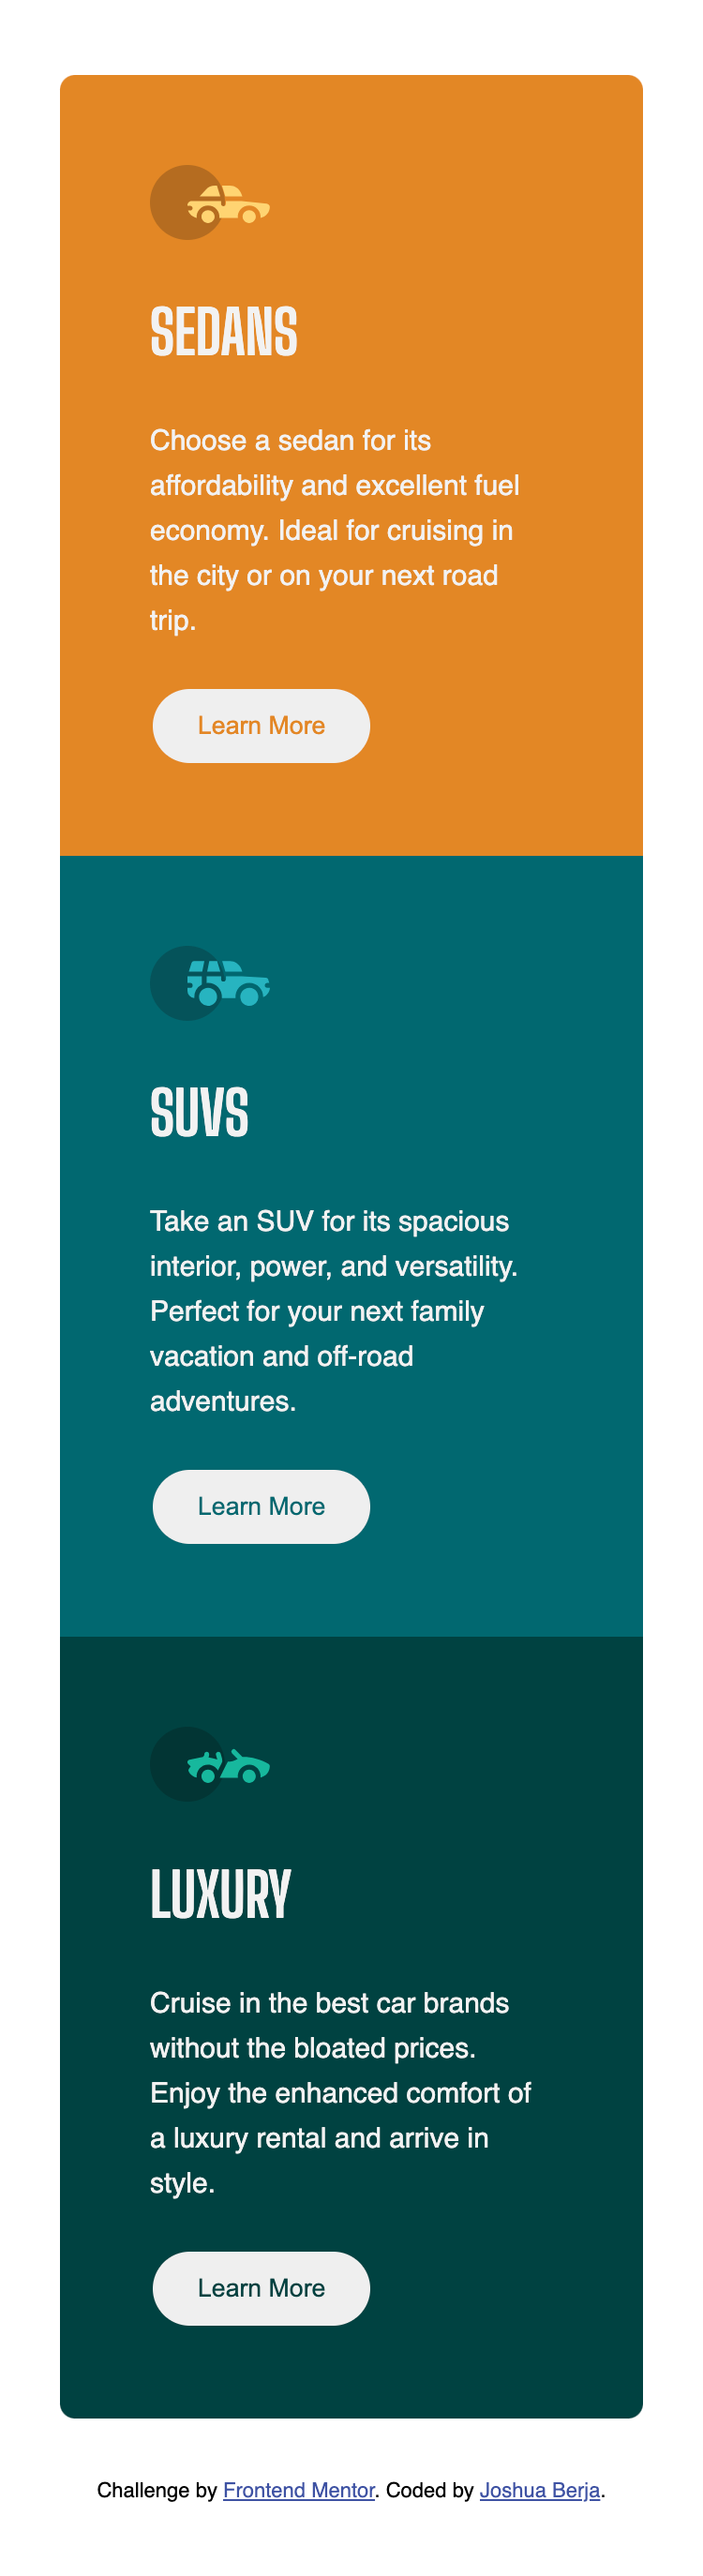 SEDANS
Choose a sedan for its
affordability and excellent fuel
economy. Ideal for cruising in
the city or on your next road
trip.
Learn More
SUVS
Take an SUV for its spacious
interior, power, and versatility.
Perfect for your next family
vacation and off-road
adventures.
Learn More
LUXURY
Cruise in the best car brands
without the bloated prices.
Enjoy the enhanced comfort of
a luxury rental and arrive in
style.
Learn More
Challenge by Frontend Mentor. Coded by Joshua Berja.